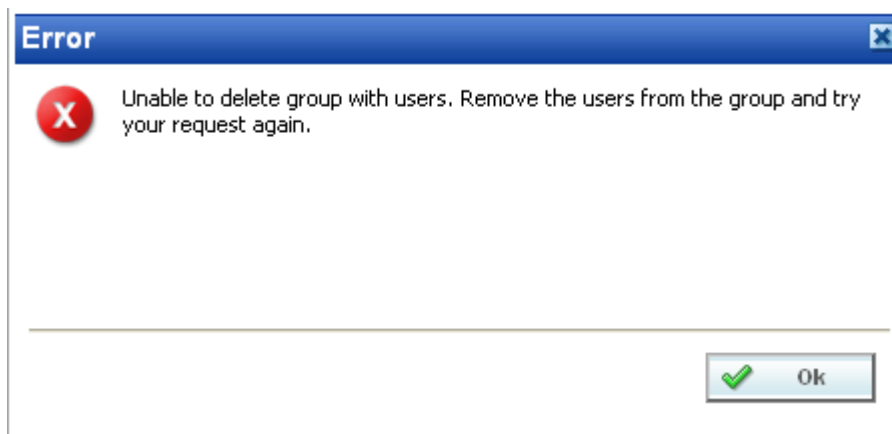 Error
Unable to delete group with users. Remove the users from the group and try
your request again.
Ok